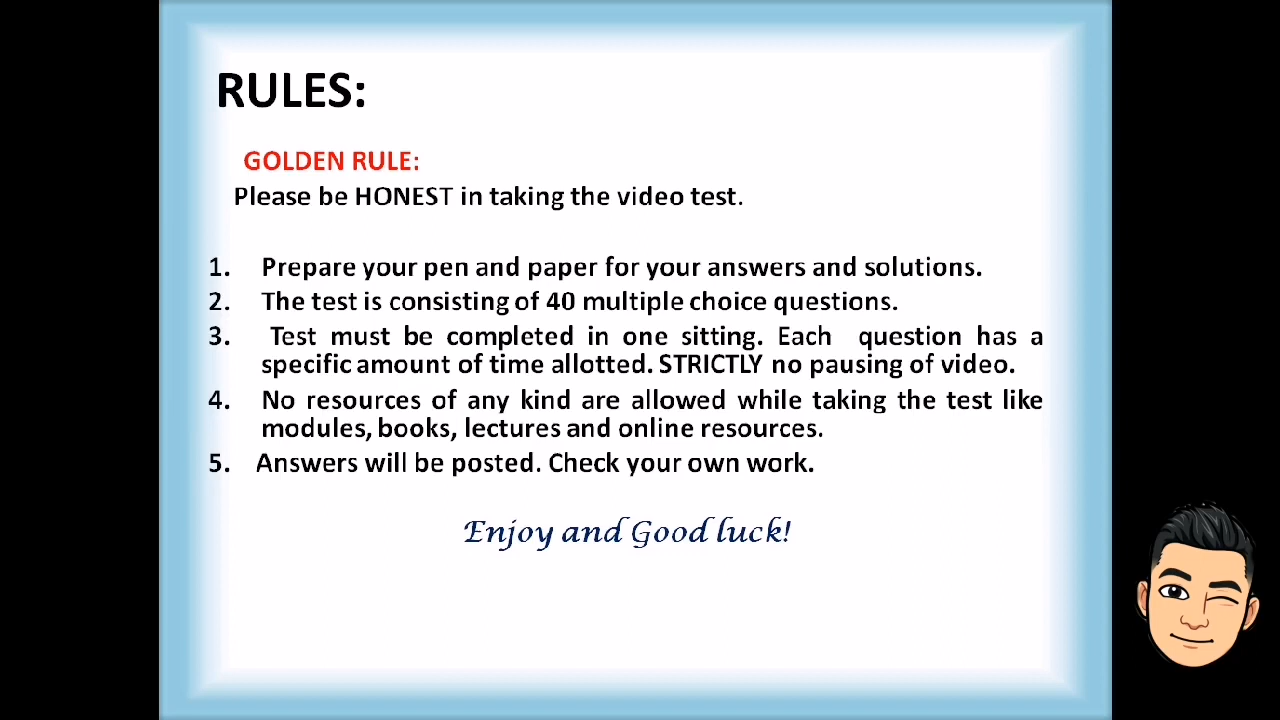 RULES:
GOLDEN RULE:
Please be HONEST in taking the video test.
1. Prepare your pen and paper for your answers and solutions.
2. The test is consisting of 40 multiple choice questions.
3. Test must be completed in one sitting. Each question has a
specific amount of time allotted. STRICTLY no pausing of video.
4. No resources of any kind are allowed while taking the test like
modules, books, lectures and online resources.
5. Answers will be posted. Check your own work.
Enjoy and Good luck!